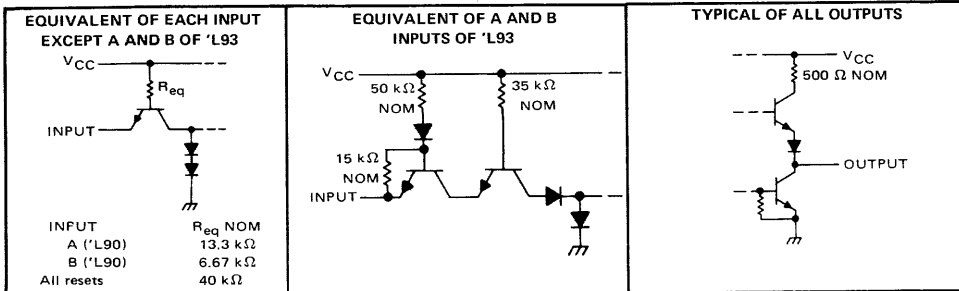 EQUIVALENT OF EACH INPUT
EXCEPT A AND B OF 'L93
VCC
Req
INPUT
INPUT Req NOM
A ('L90) 13.3 kΩ
B ('L90) 6.67 kΩ
All resets 40 kΩ
EQUIVALENT OF A AND B
INPUTS OF 'L93
VCC
50 kΩ
NOM
35 kΩ
NOM
15 kΩ
NOM
INPUT
TYPICAL OF ALL OUTPUTS
VCC
500 Ω NOM
OUTPUT